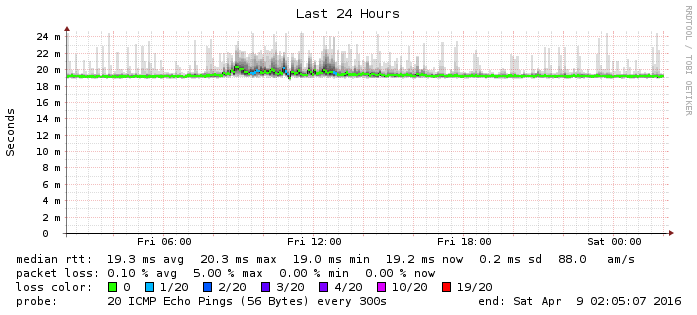 Last 24 Hours
RRDTOOL / TOBI OETIKER
Seconds
24 m
22 m
20 m
18 m
16 m
14 m
12 m
10 m
8 m
6 m
4 m
2 m
0
Fri 06:00 Fri 12:00 Fri 18:00 Sat 00:00
median rtt: 19.3 ms avg 20.3 ms max 19.0 ms min 19.2 ms now 0.2 ms sd 88.0 am/s
packet loss: 0.10 % avg 5.00 % max 0.00 % min 0.00 % now
loss color: 0 1/20 2/20 3/20 4/20 10/20 19/20
probe: 20 ICMP Echo Pings (56 Bytes) every 300s end: Sat Apr 9 02:05:07 2016